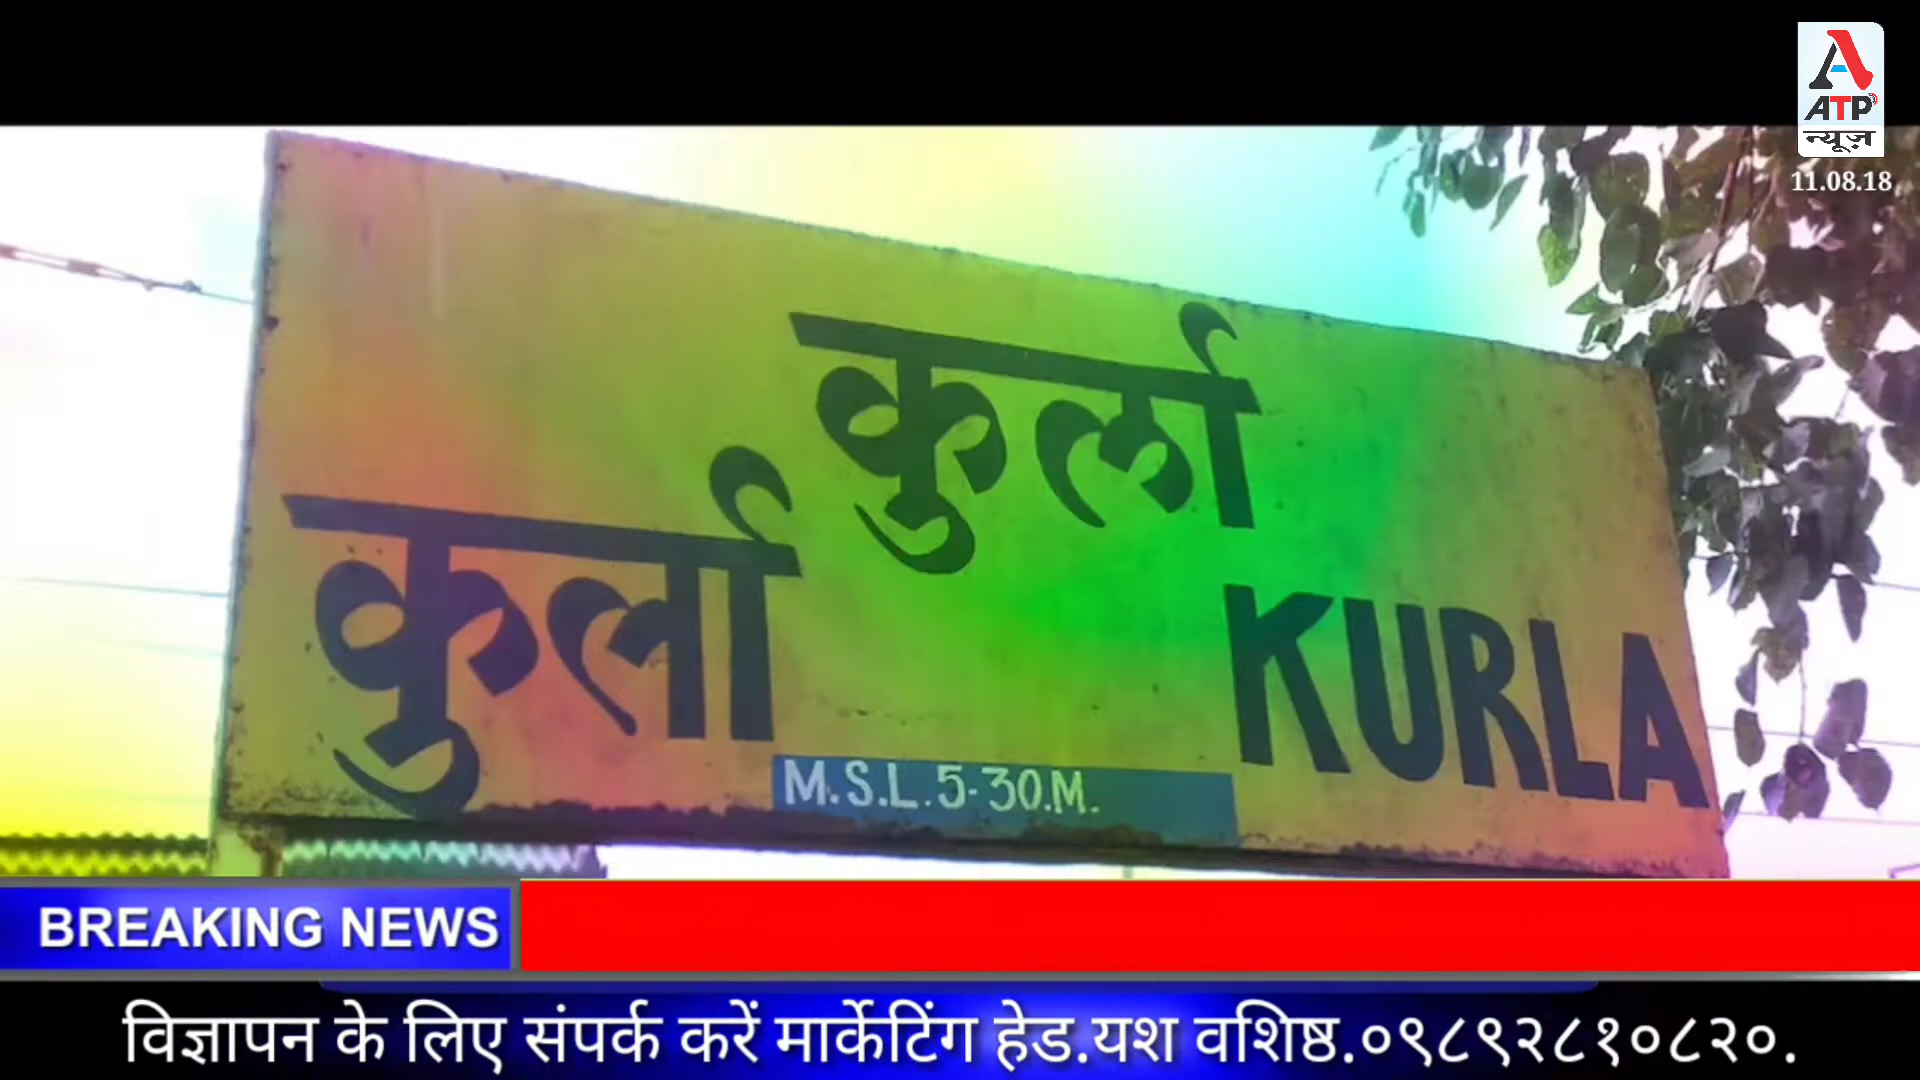 A
ATP
न्यूज़
11.08.18
कुर्ला
कुर्ला
KURLA
M.S.L.5-30.M.
BREAKING NEWS
विज्ञापन के लिए संपर्क करें मार्केटिंग हेड.यश वशिष्ठ.०९८९२८१०८२०.